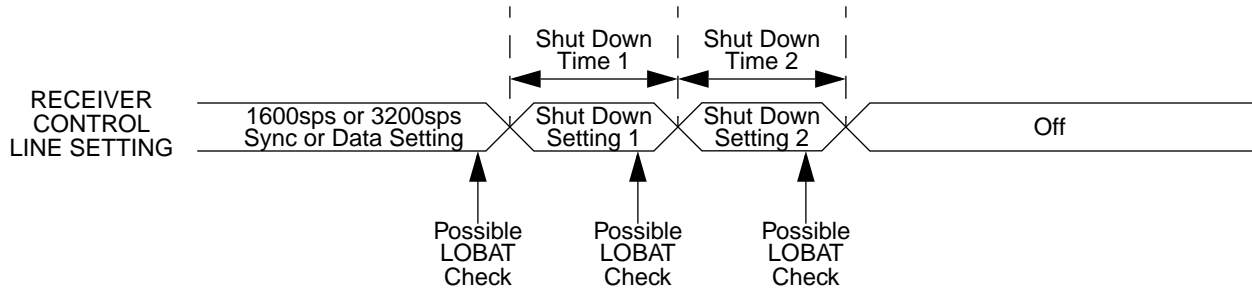 Shut Down
Time 1
Shut Down
Time 2
RECEIVER
CONTROL
LINE SETTING
1600sps or 3200sps
Sync or Data Setting
Shut Down
Setting 1
Shut Down
Setting 2
Off
Possible
LOBAT
Check
Possible
LOBAT
Check
Possible
LOBAT
Check